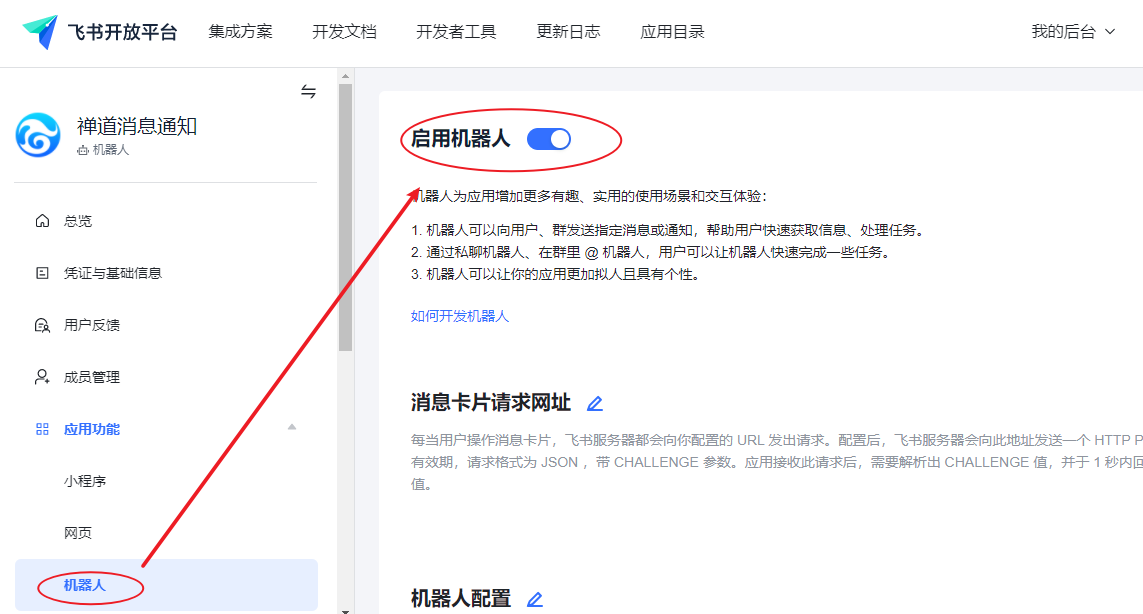 飞书开放平台 集成方案 开发文档 开发者工具 更新日志 应用目录 我的后台
禅道消息通知
机器人
总览
凭证与基础信息
用户反馈
成员管理
应用功能
小程序
网页
机器人
启用机器人
机器人为应用增加更多有趣、实用的使用场景和交互体验：
1. 机器人可以向用户、群发送指定消息或通知，帮助用户快速获取信息、处理任务。
2. 通过私聊机器人、在群里 @ 机器人，用户可以让机器人快速完成一些任务。
3. 机器人可以让你的应用更加拟人且具有个性。
如何开发机器人
消息卡片请求网址
每当用户操作消息卡片，飞书服务器都会向你配置的 URL 发出请求。配置后，飞书服务器会向此地址发送一个 HTTP P
有效期，请求格式为 JSON ，带 CHALLENGE 参数。应用接收此请求后，需要解析出 CHALLENGE 值，并于 1 秒内回
值。
机器人配置